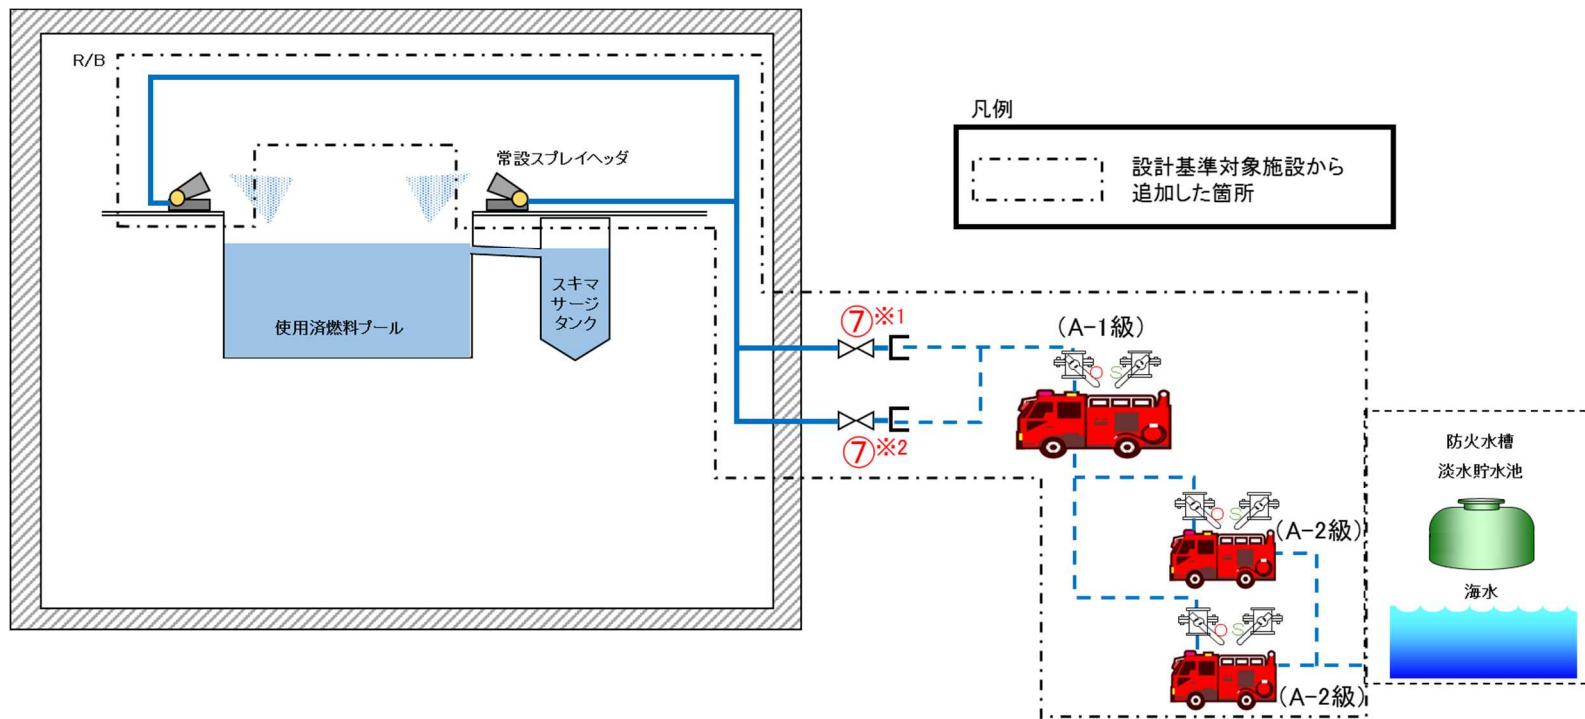 R/B
常設スプレイヘッダ
使用済燃料プール
スキマ
サージ
タンク
凡例
設計基準対象施設から
追加した箇所
⑦※1
⑦※2
(A-1級)
O S
O S
(A-2級)
O S
(A-2級)
防火水槽
淡水貯水池
海水